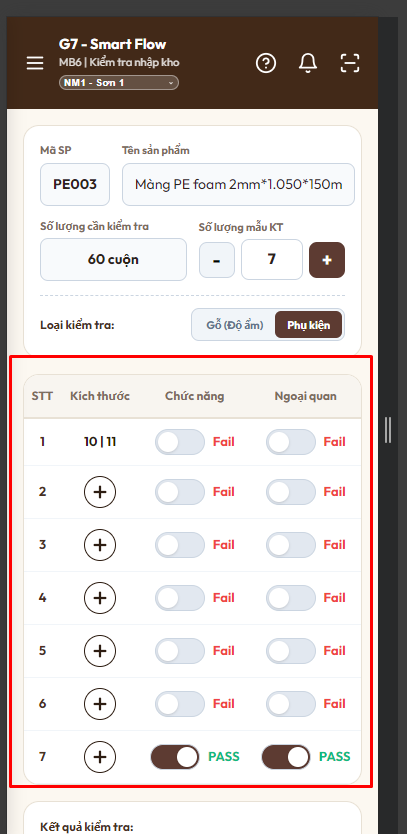 G7 - Smart Flow
MB6 | Kiểm tra nhập kho
NM1 - Sơn 1
Mã SP
Tên sản phẩm
PE003
Màng PE foam 2mm*1.050*150m
Số lượng cần kiểm tra
Số lượng mẫu KT
60 cuộn
-
7
+
Loại kiểm tra:
Gỗ (Độ ẩm)
Phụ kiện
STT Kích thước Chức năng Ngoại quan
1 10 | 11 Fail Fail
2 + Fail Fail
3 + Fail Fail
4 + Fail Fail
5 + Fail Fail
6 + Fail Fail
7 + PASS PASS
Kết quả kiểm tra: